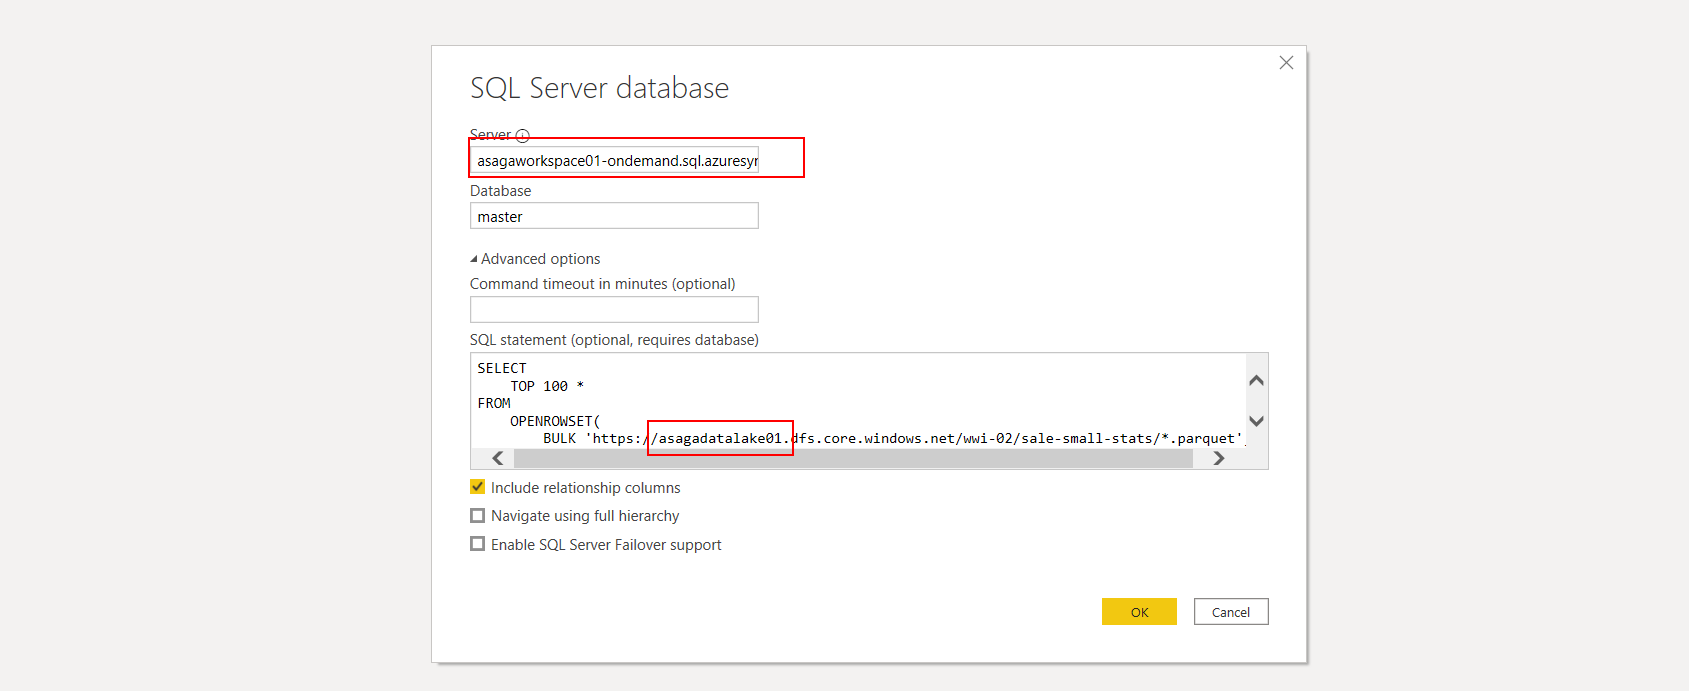 SQL Server database
Server
asagaworkspace01-ondemand.sql.azuresyn
Database
master
Advanced options
Command timeout in minutes (optional)
SQL statement (optional, requires database)
SELECT
TOP 100 *
FROM
OPENROWSET(
BULK 'https://asagadatalake01.dfs.core.windows.net/wwi-02/sale-small-stats/*.parquet',
Include relationship columns
Navigate using full hierarchy
Enable SQL Server Failover support
OK
Cancel